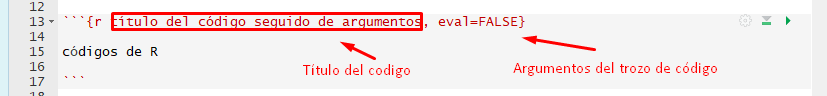 12
13 ```{r título del código seguido de argumentos, eval=FALSE}
14
15 códigos de R
16 Título del codigo Argumentos del trozo de código
17 ```
18